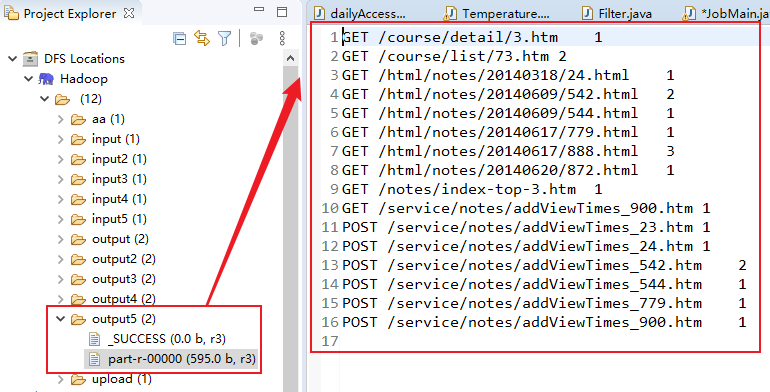 Project Explorer
DFS Locations
Hadoop
(12)
aa (1)
input (1)
input2 (1)
input3 (1)
input4 (1)
input5 (1)
output (2)
output2 (2)
output3 (2)
output4 (2)
output5 (2)
_SUCCESS (0.0 b, r3)
part-r-00000 (595.0 b, r3)
upload (1)
dailyAccess... Temperature.... Filter.java *JobMain.ja
1 GET /course/detail/3.htm 1
2 GET /course/list/73.htm 2
3 GET /html/notes/20140318/24.html 1
4 GET /html/notes/20140609/542.html 2
5 GET /html/notes/20140609/544.html 1
6 GET /html/notes/20140617/779.html 1
7 GET /html/notes/20140617/888.html 3
8 GET /html/notes/20140620/872.html 1
9 GET /notes/index-top-3.htm 1
10 GET /service/notes/addViewTimes_900.htm 1
11 POST /service/notes/addViewTimes_23.htm 1
12 POST /service/notes/addViewTimes_24.htm 1
13 POST /service/notes/addViewTimes_542.htm 2
14 POST /service/notes/addViewTimes_544.htm 1
15 POST /service/notes/addViewTimes_779.htm 1
16 POST /service/notes/addViewTimes_900.htm 1
17